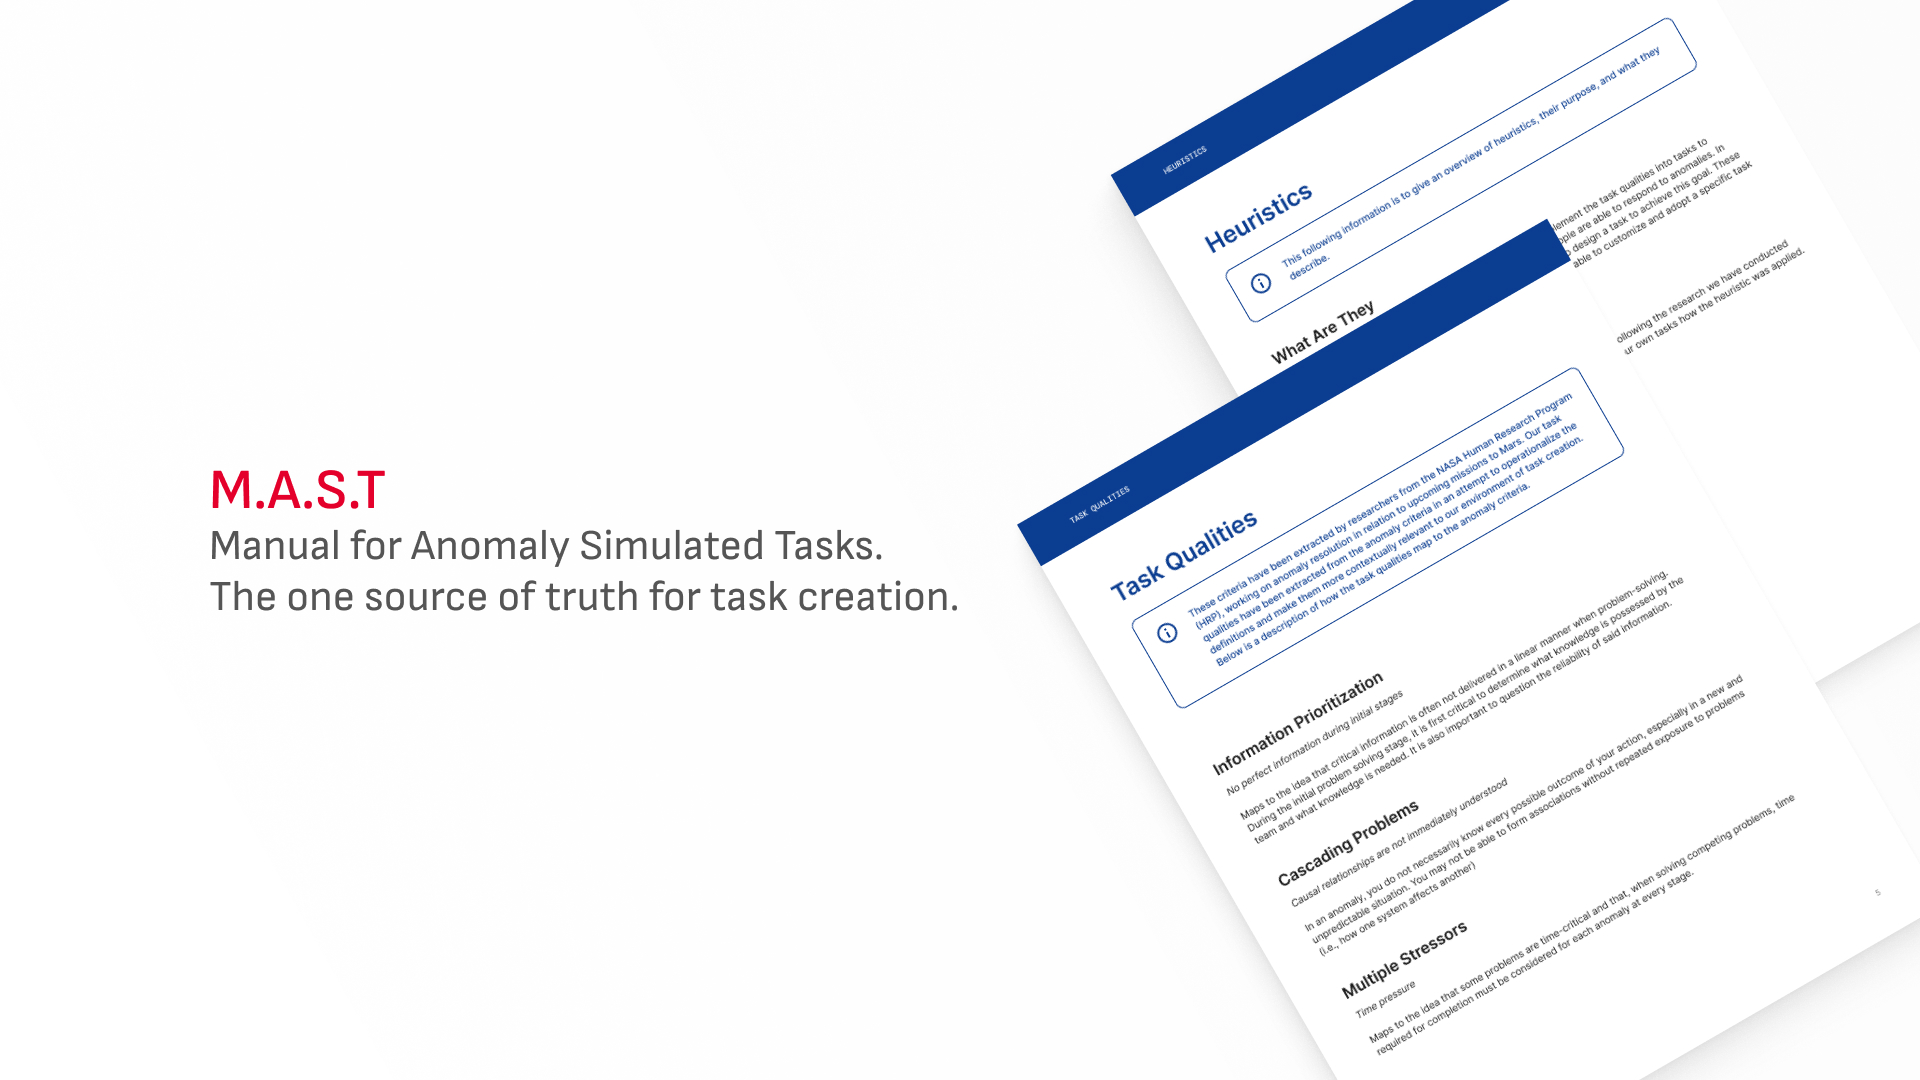 M.A.S.T
Manual for Anomaly Simulated Tasks.
The one source of truth for task creation.
HEURISTICS
Heuristics
This following information is to give an overview of heuristics, their purpose, and what they
describe.
What Are They
lement the task qualities into tasks to
ople are able to respond to anomalies. In
o design a task to achieve this goal. These
able to customize and adopt a specific task
ollowing the research we have conducted
ur own tasks how the heuristic was applied.
TASK QUALITIES
Task Qualities
These criteria have been extracted by researchers from the NASA Human Research Program
(HRP), working on anomaly resolution in relation to upcoming missions to Mars. Our task
qualities have been extracted from the anomaly criteria in an attempt to operationalize the
definitions and make them more contextually relevant to our environment of task creation.
Below is a description of how the task qualities map to the anomaly criteria.
Information Prioritization
No perfect information during initial stages
Maps to the idea that critical information is often not delivered in a linear manner when problem-solving.
During the initial problem solving stage, it is first critical to determine what knowledge is possessed by the
team and what knowledge is needed. It is also important to question the reliability of said information.
Cascading Problems
Causal relationships are not immediately understood
In an anomaly, you do not necessarily know every possible outcome of your action, especially in a new and
unpredictable situation. You may not be able to form associations without repeated exposure to problems
(i.e., how one system affects another)
Multiple Stressors
Time pressure
Maps to the idea that some problems are time-critical and that, when solving competing problems, time
required for completion must be considered for each anomaly at every stage.
5